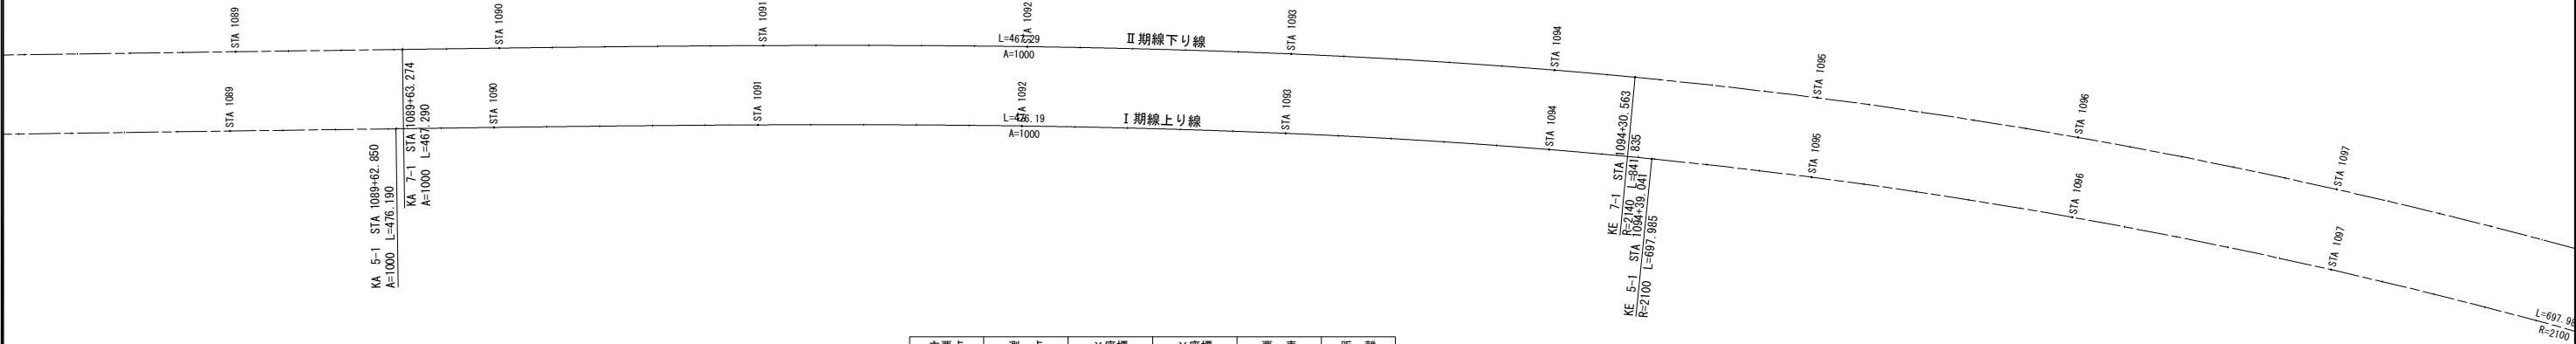 STA 1089
STA 1090
STA 1091
STA 1092
STA 1093
STA 1094
STA 1095
STA 1096
STA 1097
L=467.29
A=1000
Ⅱ期線下り線
STA 1089
STA 1090
STA 1091
STA 1092
STA 1093
STA 1094
STA 1095
STA 1096
STA 1097
L=476.19
A=1000
Ⅰ期線上り線
KA 7-1 STA 1089+63.274
A=1000 L=467.290
KA 5-1 STA 1089+62.850
A=1000 L=476.190
KE 7-1 STA 1094+30.563
R=2140 L=841.835
KE 5-1 STA 1094+39.041
R=2100 L=697.985
L=697.98
R=2100